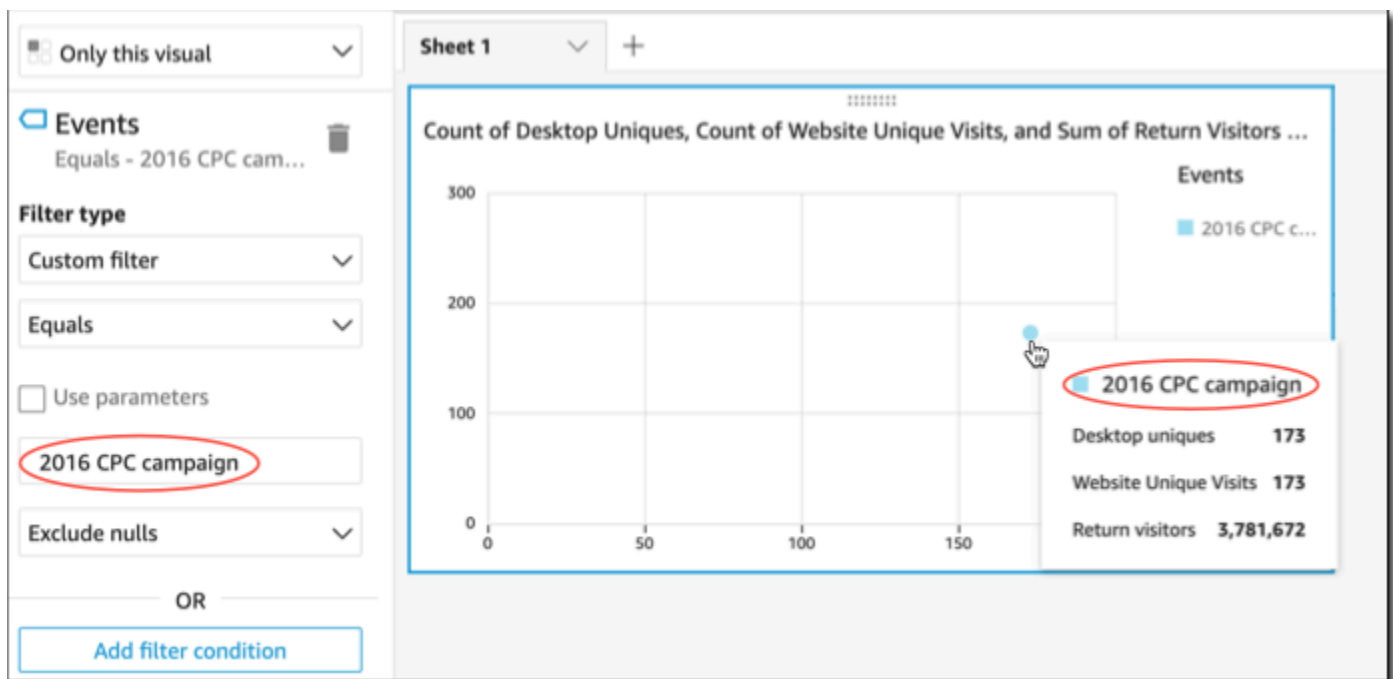 Only this visual
Events
Equals - 2016 CPC cam...
Filter type
Custom filter
Equals
Use parameters
2016 CPC campaign
Exclude nulls
OR
Add filter condition
Sheet 1
Count of Desktop Uniques, Count of Website Unique Visits, and Sum of Return Visitors ...
300
200
100
0
0 50 100 150
Events
2016 CPC c...
2016 CPC campaign
Desktop uniques 173
Website Unique Visits 173
Return visitors 3,781,672